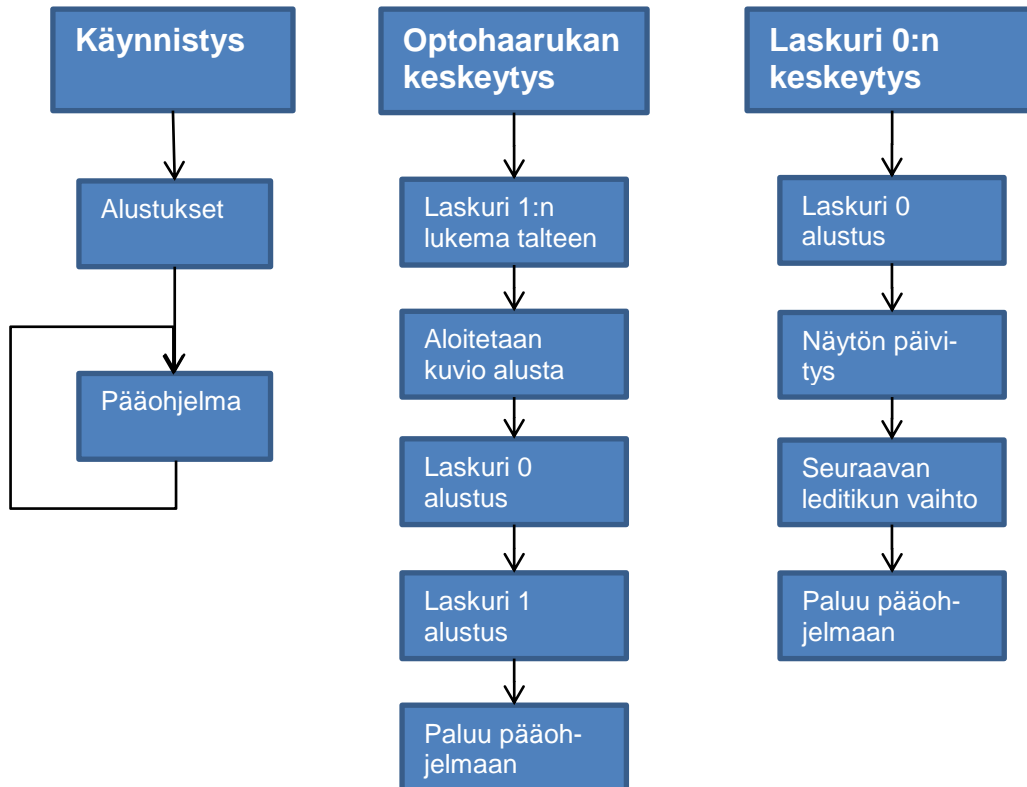 Käynnistys
Alustukset
Pääohjelma
Optohaarukan
keskeytys
Laskuri 1:n
lukema talteen
Aloitetaan
kuvio alusta
Laskuri 0
alustus
Laskuri 1
alustus
Paluu pääoh-
jelmaan
Laskuri 0:n
keskeytys
Laskuri 0
alustus
Näytön päivi-
tys
Seuraavan
leditikun vaihto
Paluu pääoh-
jelmaan